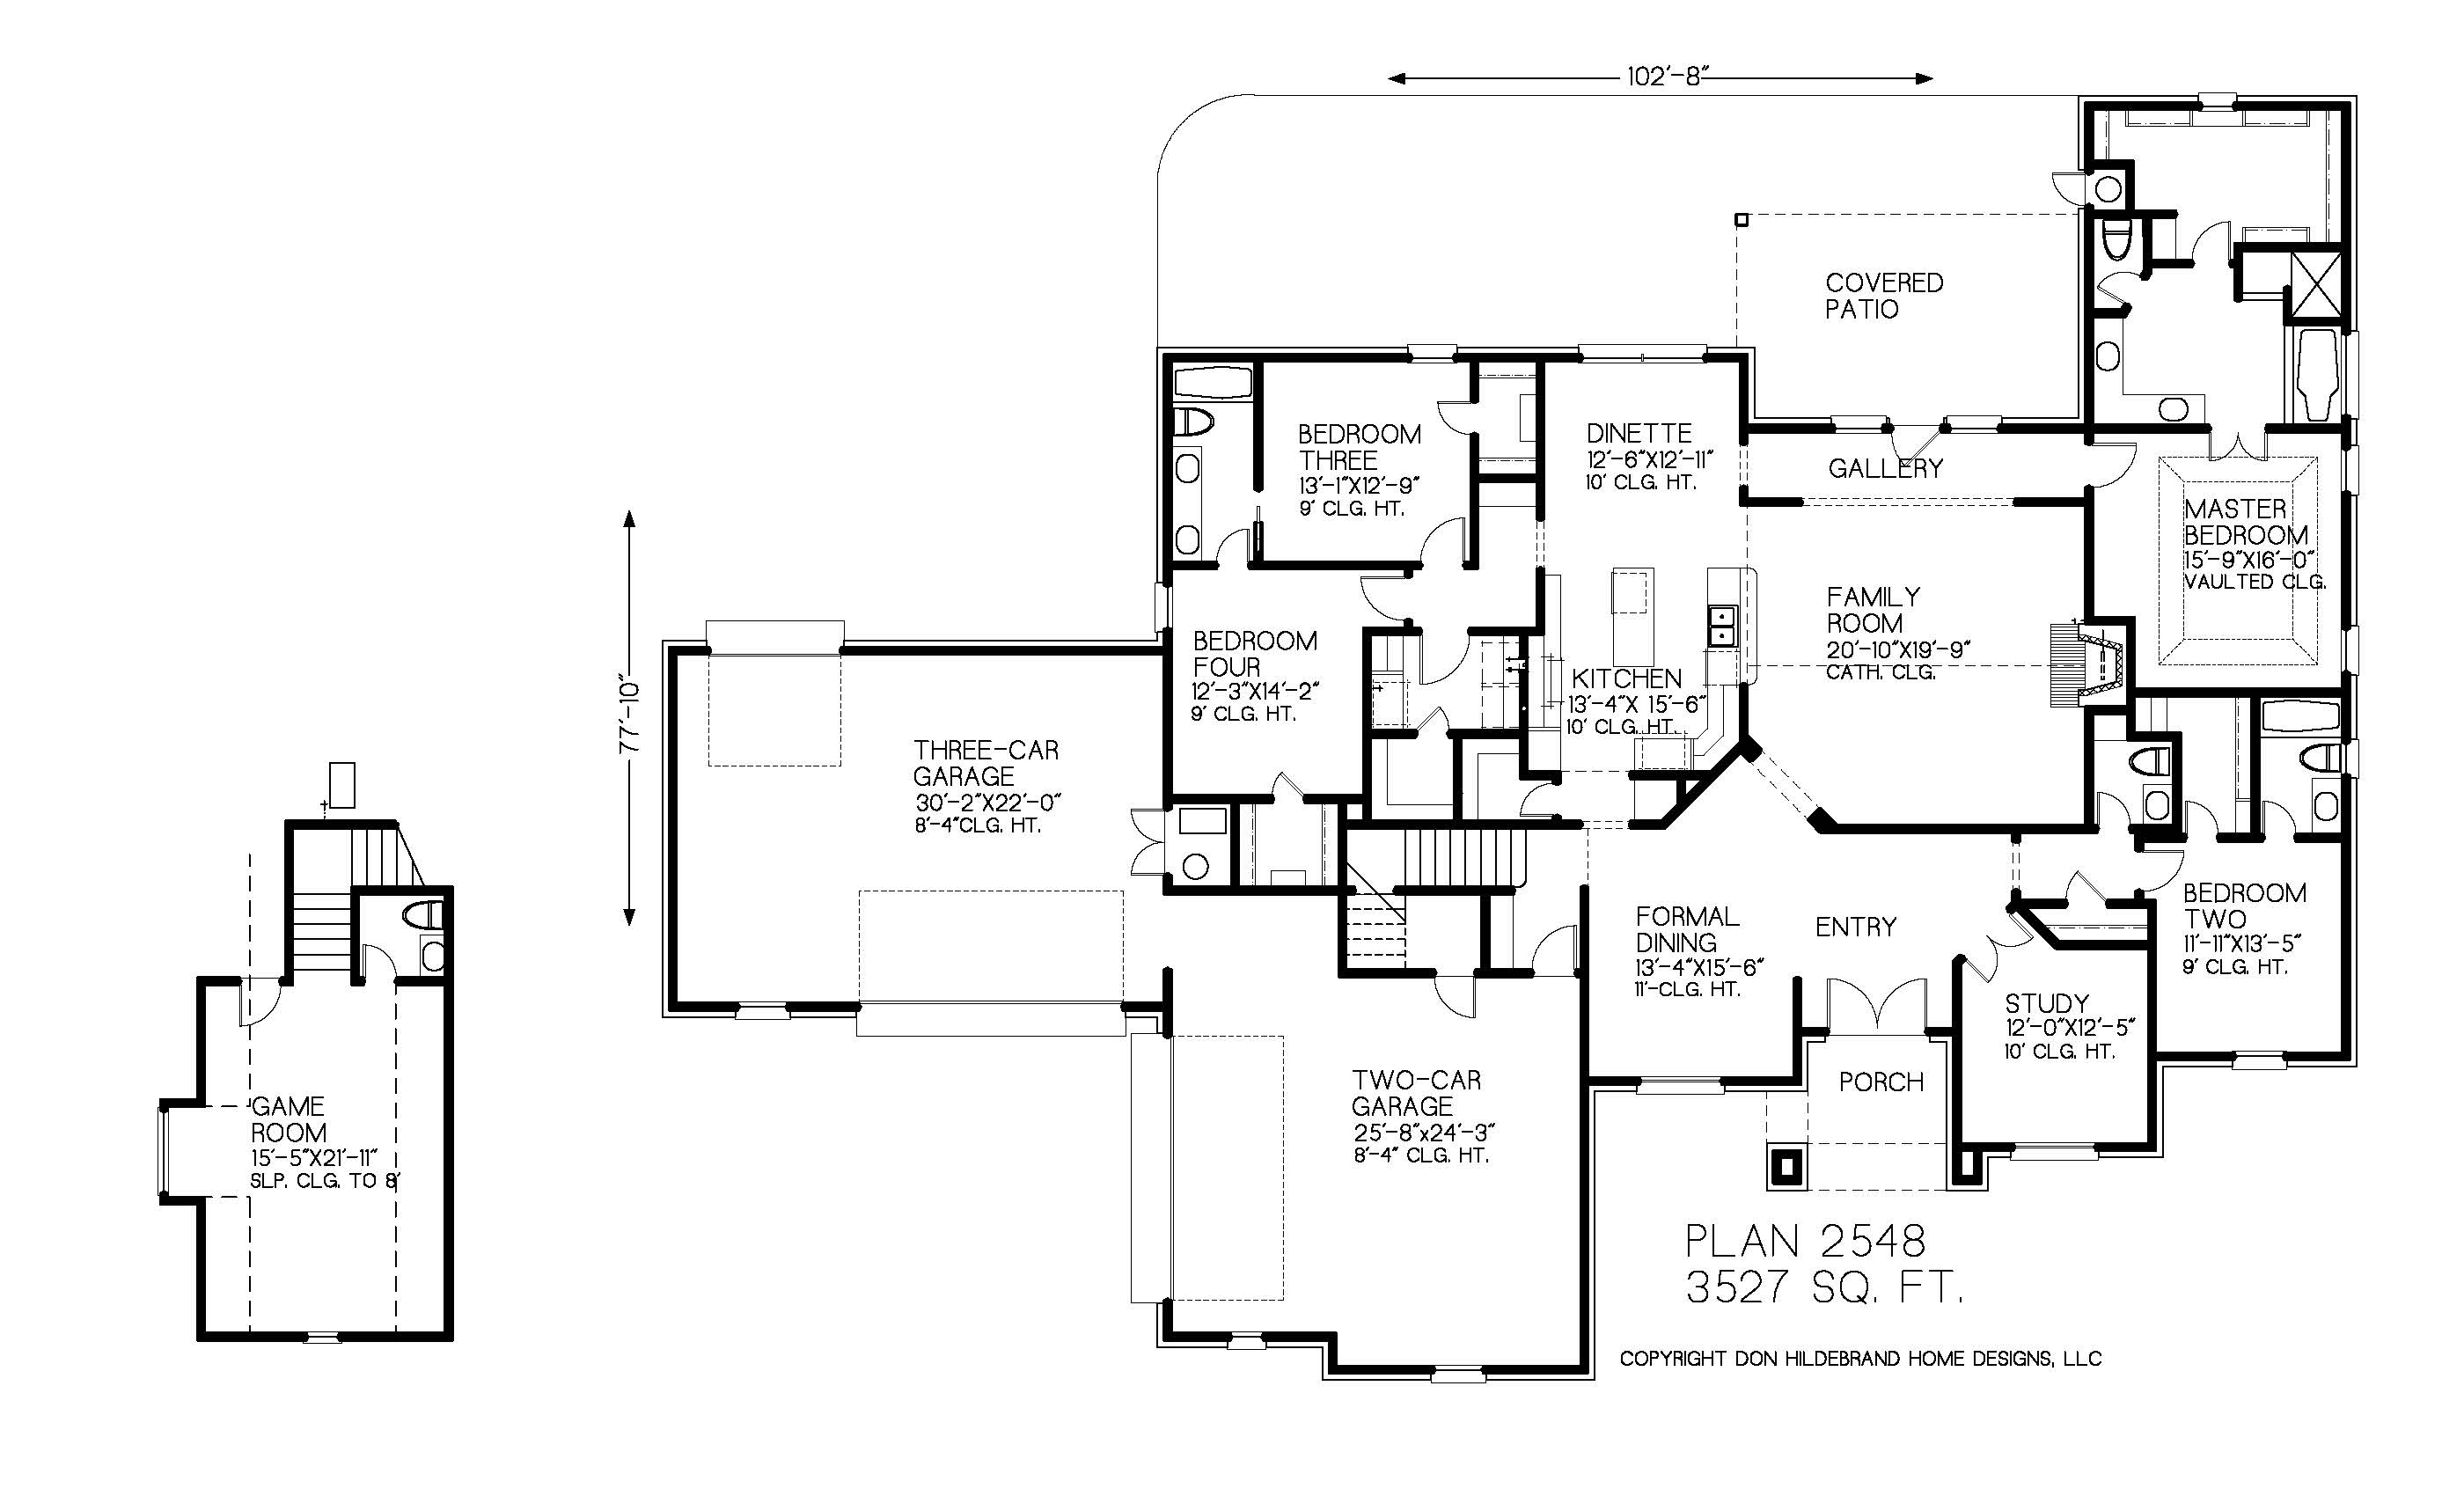 102'-8"
COVERED
PATIO
BEDROOM
THREE
13'-1"X12'-9"
9' CLG. HT.
DINETTE
12'-6"X12'-11"
10' CLG. HT.
GALLERY
MASTER
BEDROOM
15'-9"X16'-0"
VAULTED CLG.
FAMILY
ROOM
20'-10"X19'-9"
CATH. CLG.
BEDROOM
FOUR
12'-3"X14'-2"
9' CLG. HT.
KITCHEN
13'-4"X 15'-6"
10' CLG. HT.
77'-10"
THREE-CAR
GARAGE
30'-2"X22'-0"
8'-4"CLG. HT.
FORMAL
DINING
13'-4"X15'-6"
11'-CLG. HT.
ENTRY
BEDROOM
TWO
11'-11"X13'-5"
9' CLG. HT.
STUDY
12'-0"X12'-5"
10' CLG. HT.
PORCH
TWO-CAR
GARAGE
25'-8"x24'-3"
8'-4" CLG. HT.
GAME
ROOM
15'-5"X21'-11"
SLP. CLG. TO 8'
PLAN 2548
3527 SQ. FT.
COPYRIGHT DON HILDEBRAND HOME DESIGNS, LLC